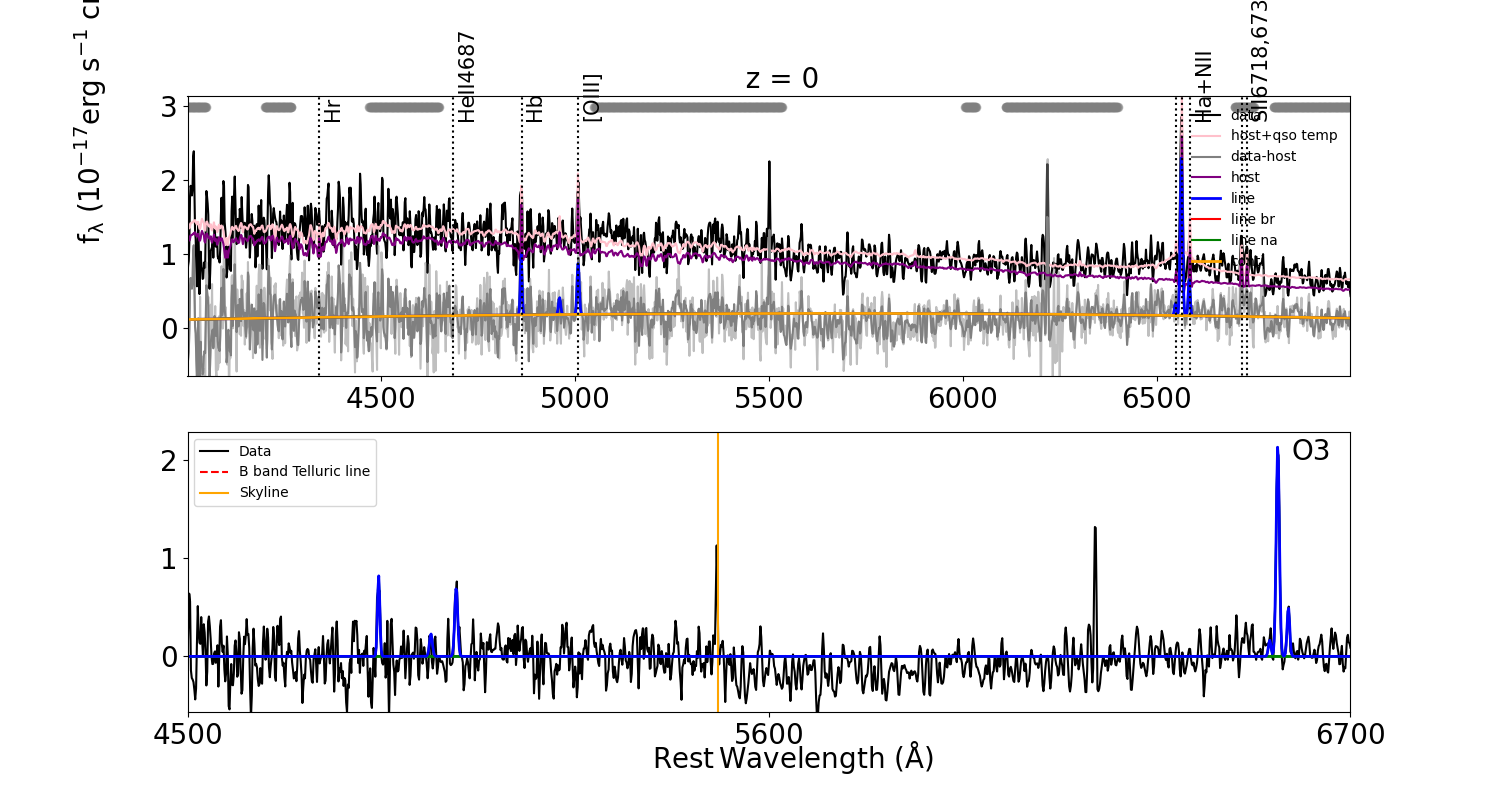 z = 0
f_λ (10^−17 erg s^−1
3
2
1
0
Hr
HeII4687
Hb
[OIII]
Ha+NII
SII6718,673
data
host+qso temp
data-host
host
line
line br
line na
4500
5000
5500
6000
6500
Data
B band Telluric line
Skyline
O3
2
1
0
4500
5600
6700
Rest Wavelength (Å)